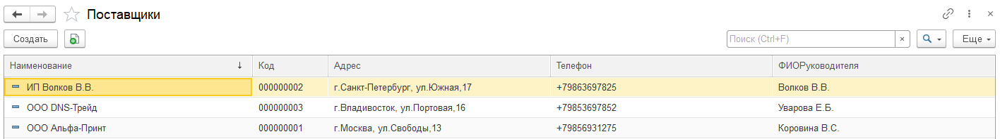 Поставщики
Создать Поиск (Ctrl+F) Еще
Наименование Код Адрес Телефон ФИОРуководителя
ИП Волков В.В. 000000002 г.Санкт-Петербург, ул.Южная,17 +79863697825 Волков В.В.
ООО DNS-Трейд 000000003 г.Владивосток, ул.Портовая,16 +79853697852 Уварова Е.Б.
ООО Альфа-Принт 000000001 г.Москва, ул.Свободы,13 +79856931275 Коровина В.С.